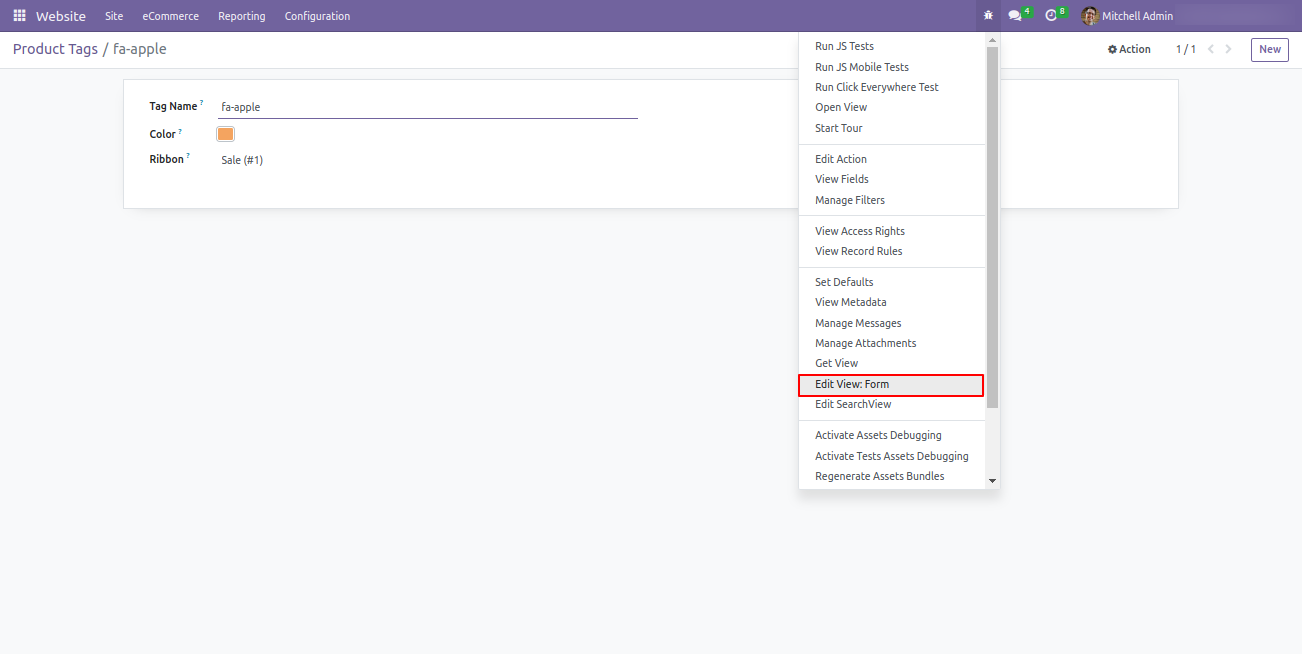 Website Site eCommerce Reporting Configuration 4 8 Mitchell Admin
Product Tags / fa-apple Action 1 / 1 New
Tag Name ? fa-apple
Color ?
Ribbon ? Sale (#1)
Run JS Tests
Run JS Mobile Tests
Run Click Everywhere Test
Open View
Start Tour
Edit Action
View Fields
Manage Filters
View Access Rights
View Record Rules
Set Defaults
View Metadata
Manage Messages
Manage Attachments
Get View
Edit View: Form
Edit SearchView
Activate Assets Debugging
Activate Tests Assets Debugging
Regenerate Assets Bundles